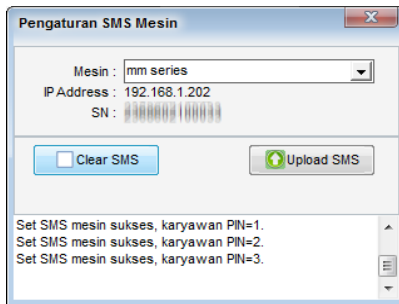 Pengaturan SMS Mesin
Mesin : mm series
IP Address : 192.168.1.202
SN :
Clear SMS
Upload SMS
Set SMS mesin sukses, karyawan PIN=1.
Set SMS mesin sukses, karyawan PIN=2.
Set SMS mesin sukses, karyawan PIN=3.